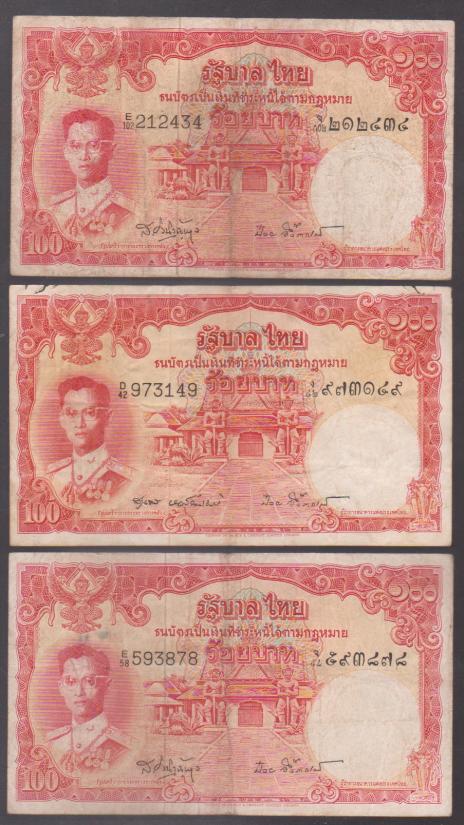 ๑๐๐
รัฐบาลไทย
ธนบัตรเป็นเงินที่ชำระหนี้ได้ตามกฎหมาย
E/102 212434 ๒๑๒๔๓๔
ร้อยบาท
100
๑๐๐
รัฐบาลไทย
ธนบัตรเป็นเงินที่ชำระหนี้ได้ตามกฎหมาย
D/42 973149 ๙๗๓๑๔๙
ร้อยบาท
100
๑๐๐
รัฐบาลไทย
ธนบัตรเป็นเงินที่ชำระหนี้ได้ตามกฎหมาย
E/58 593878 ๕๙๓๘๗๘
ร้อยบาท
100